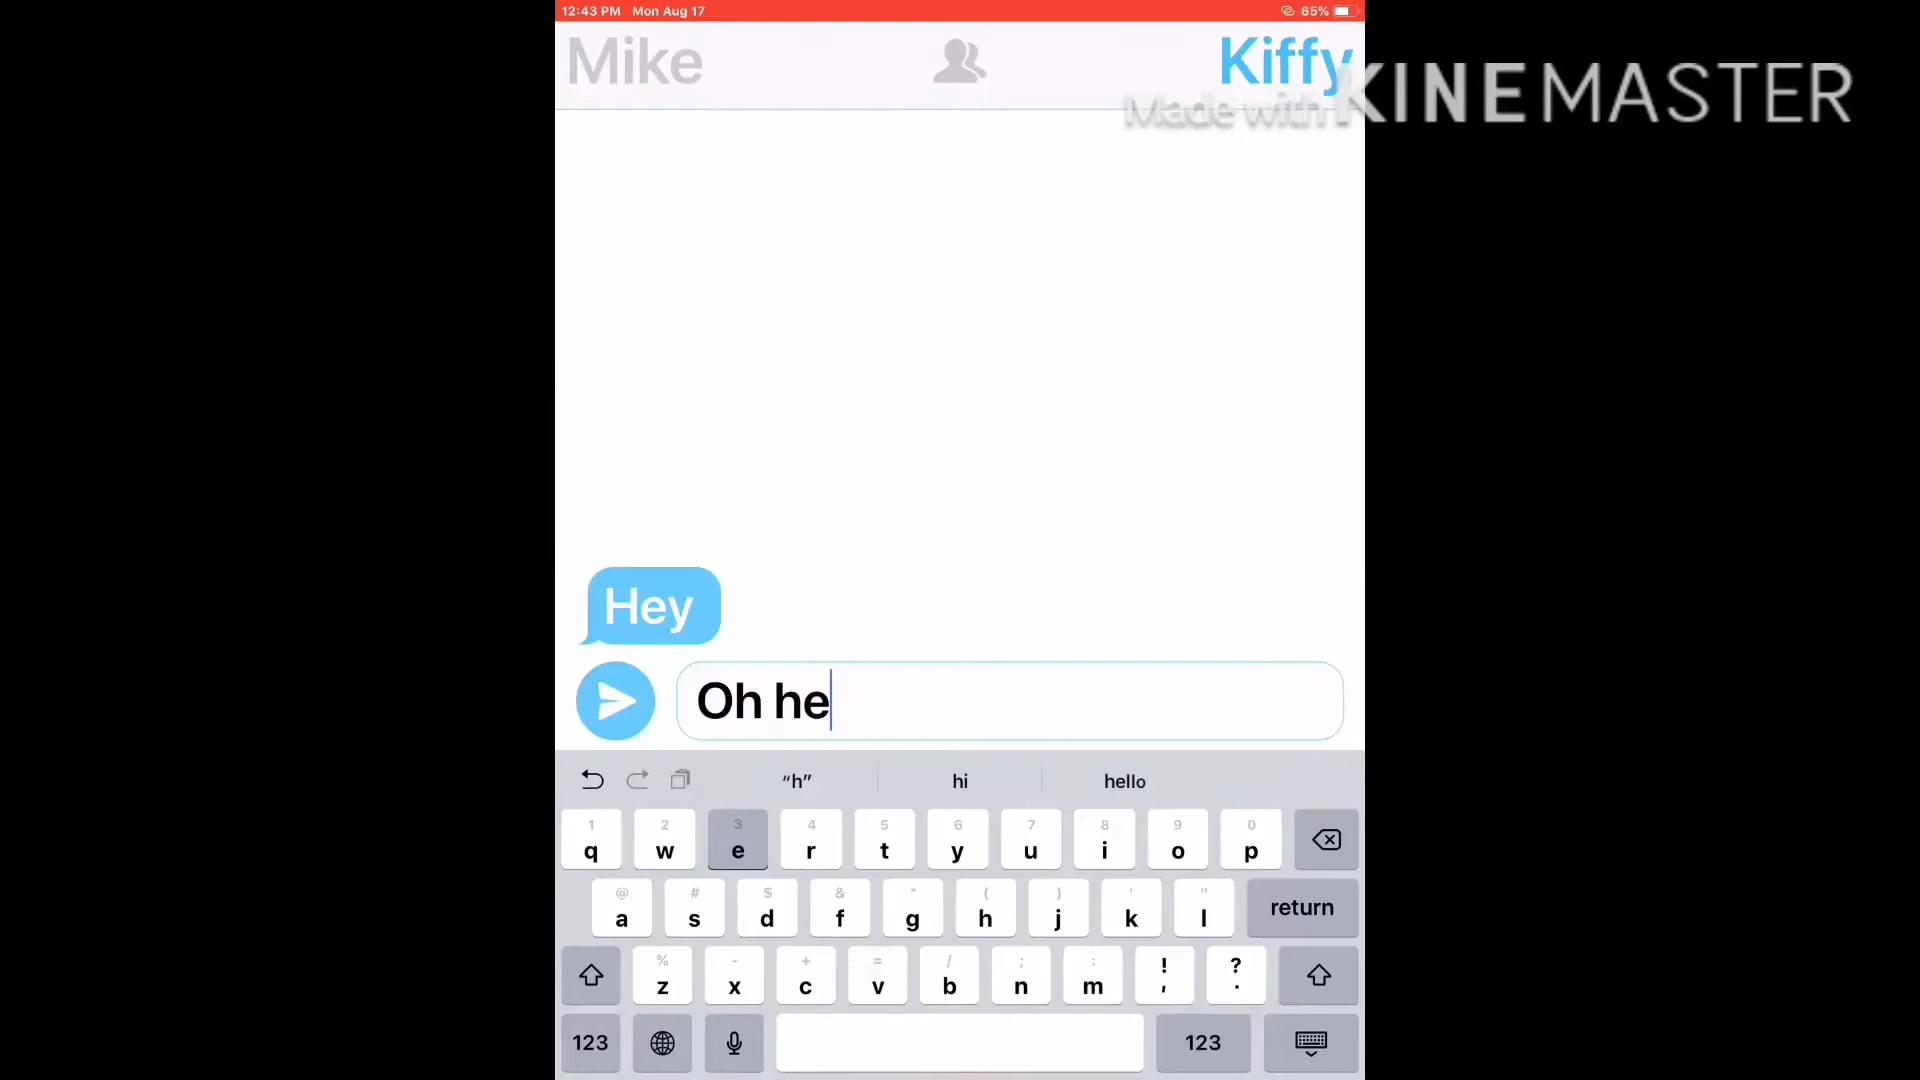 12:43 PM Mon Aug 17 65%
Mike Kiffy
Made with KINEMASTER
Hey
Oh he
“h” hi hello
1 2 3 4 5 6 7 8 9 0
q w e r t y u i o p
@ # $ & * ( ) ' "
a s d f g h j k l return
% - + = / ; : ! ?
z x c v b n m , .
123 123